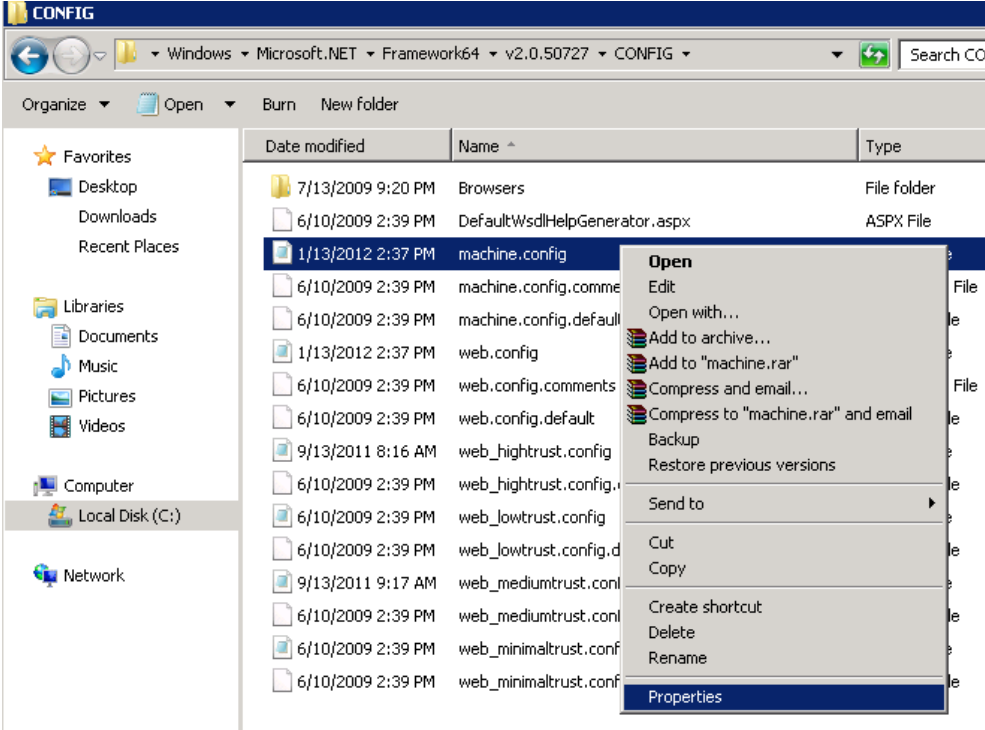 CONFIG
Windows Microsoft.NET Framework64 v2.0.50727 CONFIG Search CO
Organize Open Burn New folder
Favorites
Desktop
Downloads
Recent Places
Libraries
Documents
Music
Pictures
Videos
Computer
Local Disk (C:)
Network
Date modified Name Type
7/13/2009 9:20 PM Browsers File folder
6/10/2009 2:39 PM DefaultWsdlHelpGenerator.aspx ASPX File
1/13/2012 2:37 PM machine.config
6/10/2009 2:39 PM machine.config.comme File
6/10/2009 2:39 PM machine.config.defaul le
1/13/2012 2:37 PM web.config
6/10/2009 2:39 PM web.config.comments File
6/10/2009 2:39 PM web.config.default le
9/13/2011 8:16 AM web_hightrust.config
6/10/2009 2:39 PM web_hightrust.config. le
6/10/2009 2:39 PM web_lowtrust.config
6/10/2009 2:39 PM web_lowtrust.config.d le
9/13/2011 9:17 AM web_mediumtrust.con
6/10/2009 2:39 PM web_mediumtrust.con le
6/10/2009 2:39 PM web_minimaltrust.conf
6/10/2009 2:39 PM web_minimaltrust.conf le
Open
Edit
Open with...
Add to archive...
Add to "machine.rar"
Compress and email...
Compress to "machine.rar" and email
Backup
Restore previous versions
Send to
Cut
Copy
Create shortcut
Delete
Rename
Properties